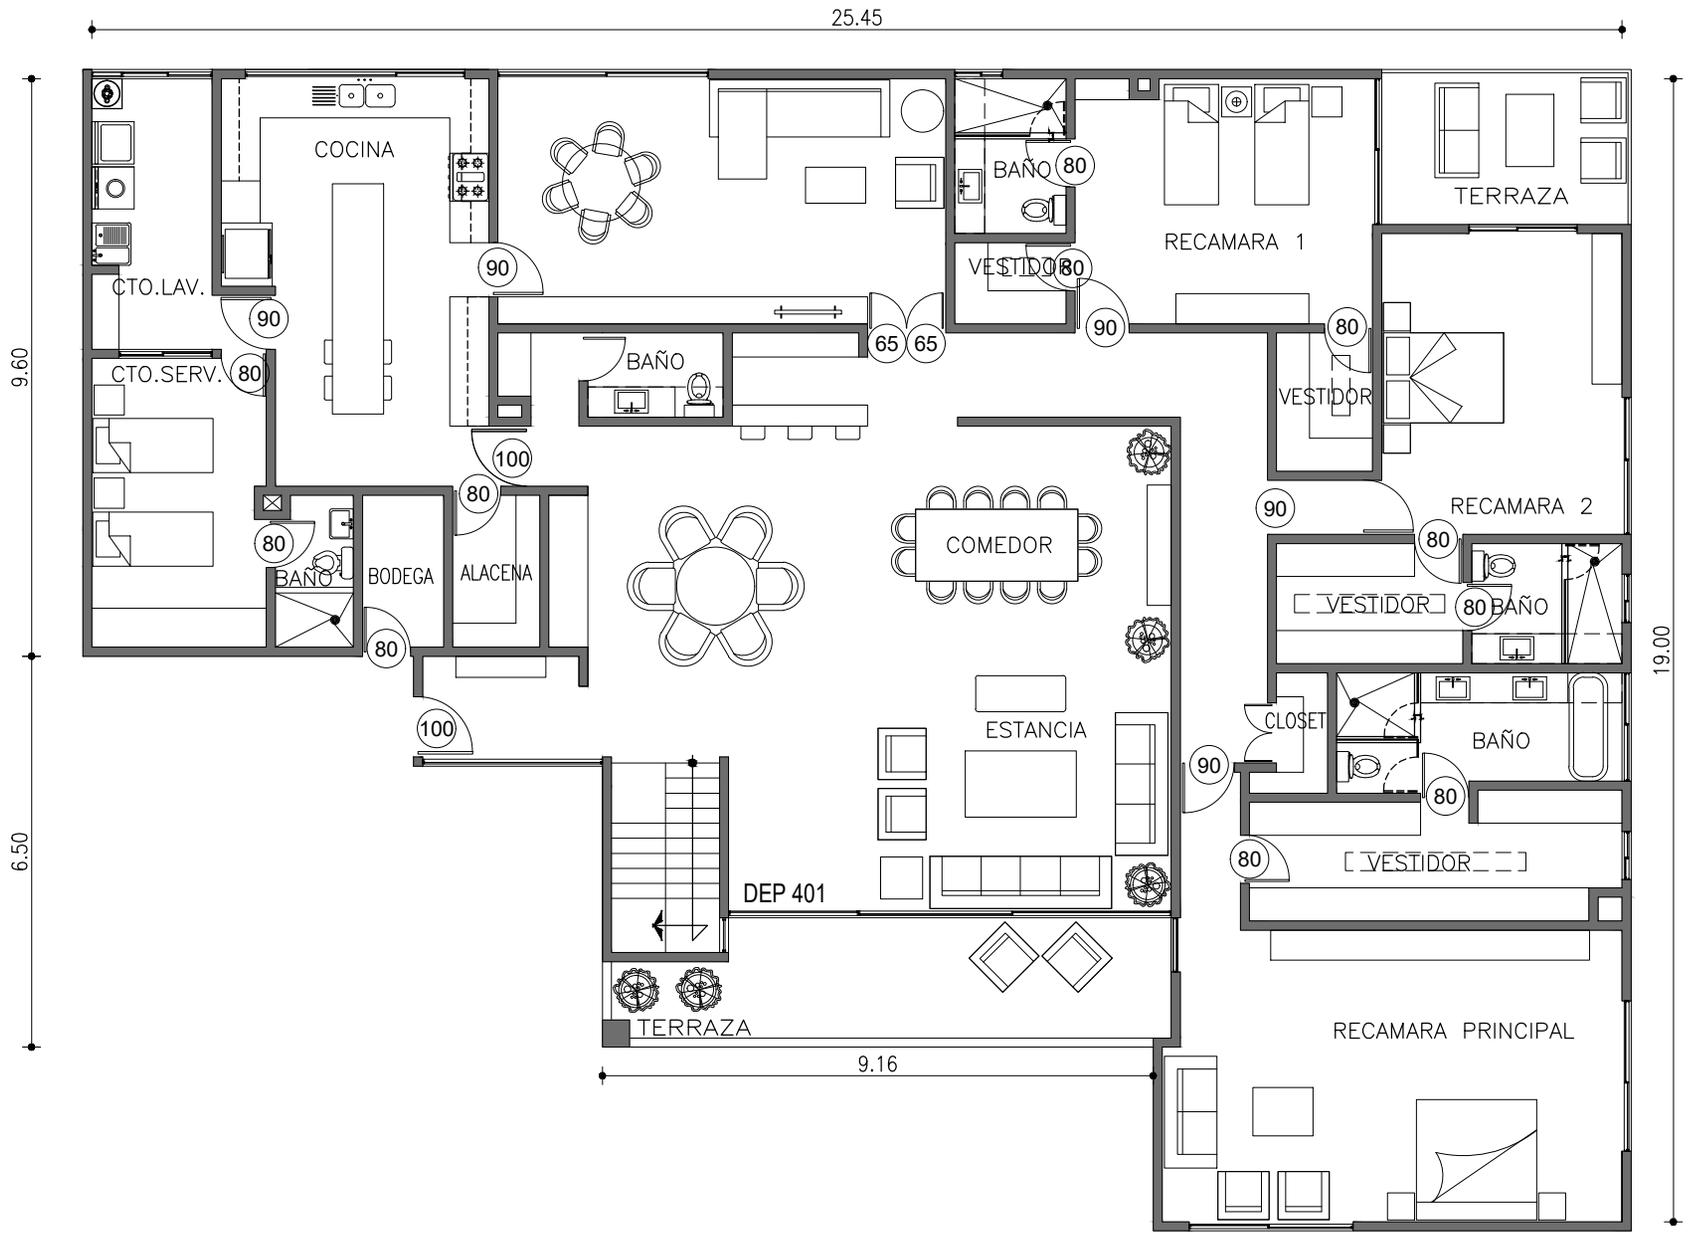 25.45
COCINA
BAÑO
80
TERRAZA
RECAMARA 1
90
VESTIDOR
80
CTO.LAV.
90
90
80
65
65
9.60
CTO.SERV.
80
BAÑO
VESTIDOR
100
80
90
RECAMARA 2
80
COMEDOR
80
BAÑO
BODEGA
ALACENA
VESTIDOR
80
BAÑO
80
19.00
100
ESTANCIA
CLOSET
BAÑO
90
80
6.50
80
VESTIDOR
DEP 401
TERRAZA
RECAMARA PRINCIPAL
9.16